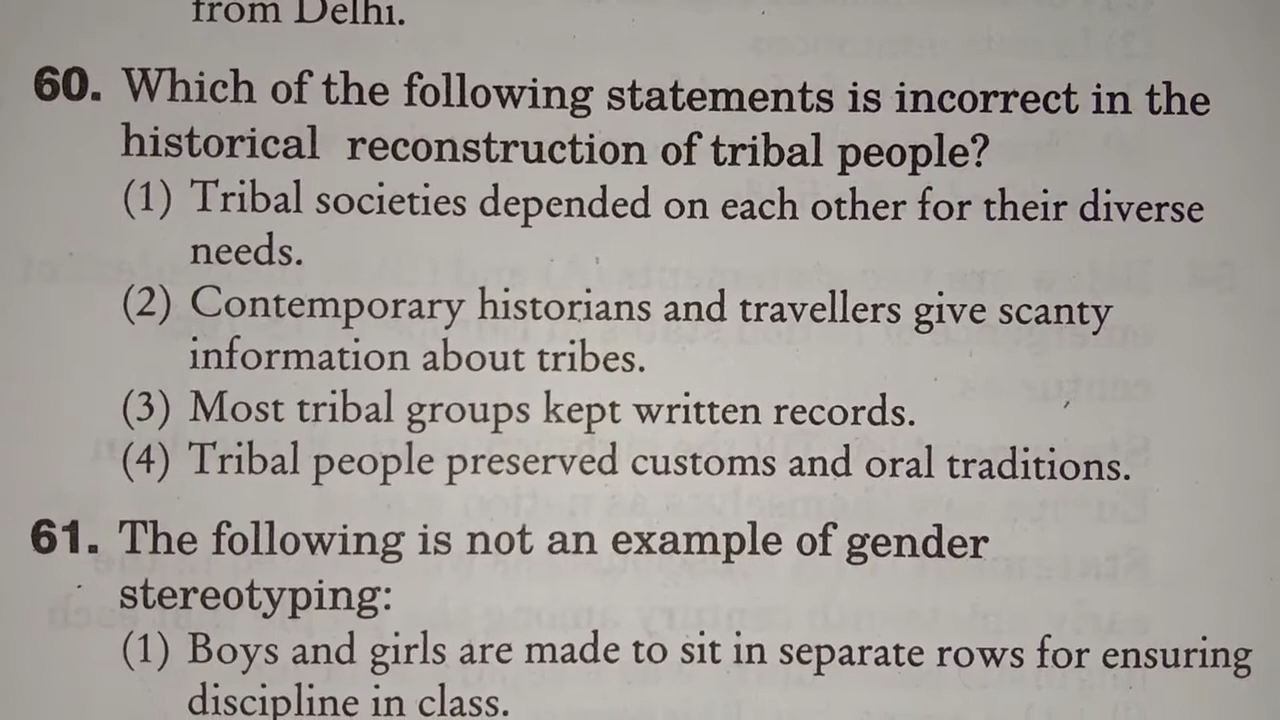 from Delhi.
60. Which of the following statements is incorrect in the
historical reconstruction of tribal people?
(1) Tribal societies depended on each other for their diverse
needs.
(2) Contemporary historians and travellers give scanty
information about tribes.
(3) Most tribal groups kept written records.
(4) Tribal people preserved customs and oral traditions.
61. The following is not an example of gender
stereotyping:
(1) Boys and girls are made to sit in separate rows for ensuring
discipline in class.